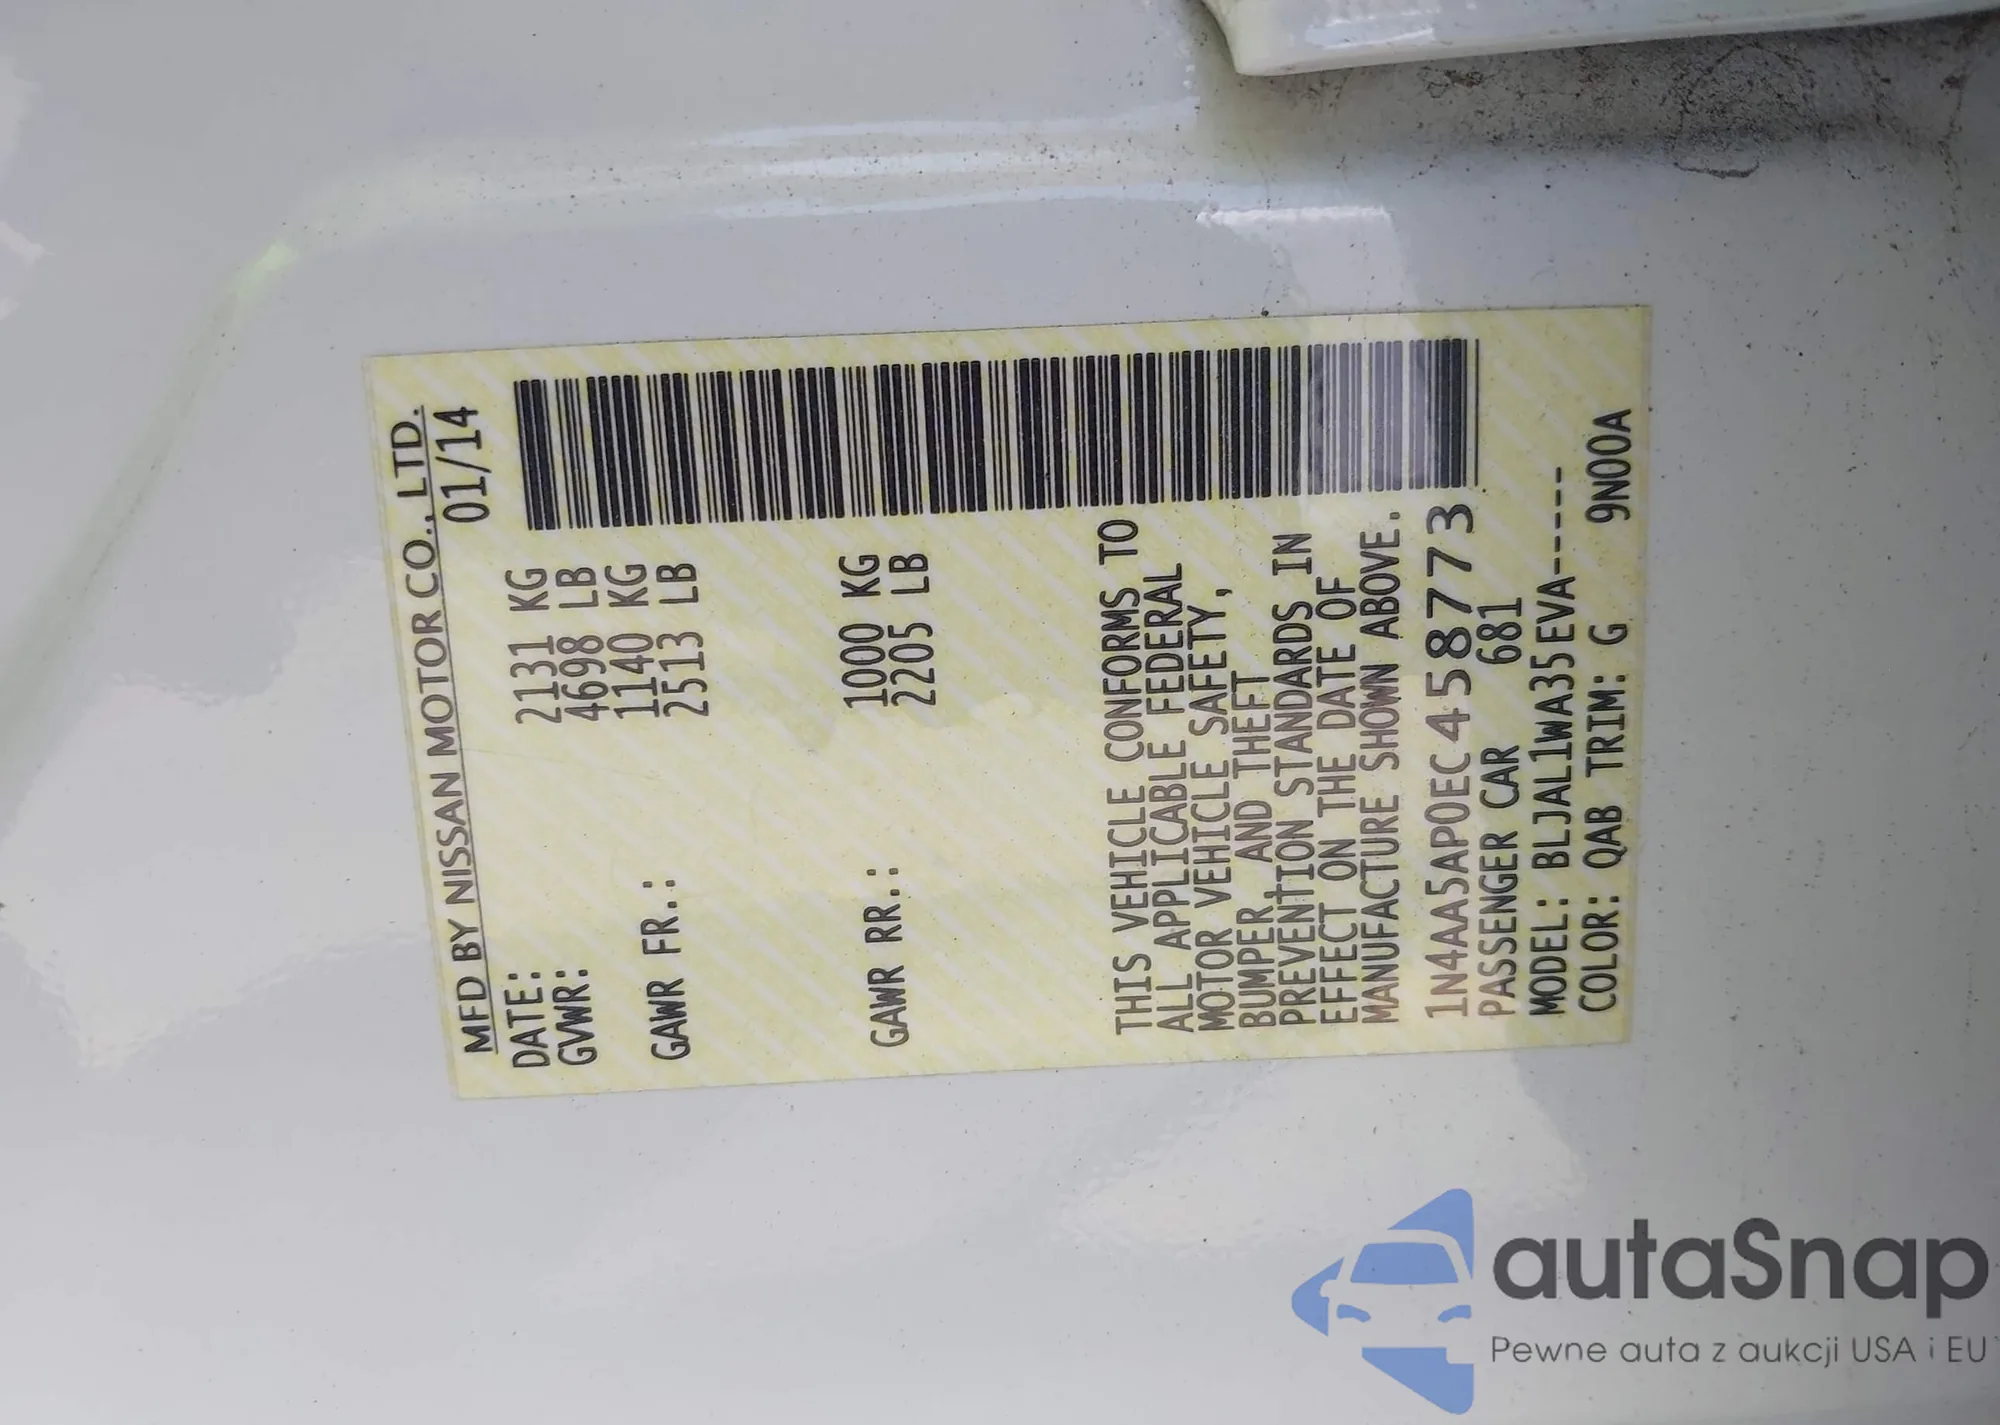 MFD BY NISSAN MOTOR CO., LTD.
DATE: 01/14
GVWR: 2131 KG
4698 LB
GAWR FR.: 1140 KG
2513 LB
GAWR RR.: 1000 KG
2205 LB
THIS VEHICLE CONFORMS TO
ALL APPLICABLE FEDERAL
MOTOR VEHICLE SAFETY,
BUMPER, AND THEFT
PREVENTION STANDARDS IN
EFFECT ON THE DATE OF
MANUFACTURE SHOWN ABOVE.
1N4AA5AP0EC458773
PASSENGER CAR 681
MODEL: BLJAL1WA35EVA-----
COLOR: QAB TRIM: G 9N00A
autaSnap
Pewne auta z aukcji USA i EU